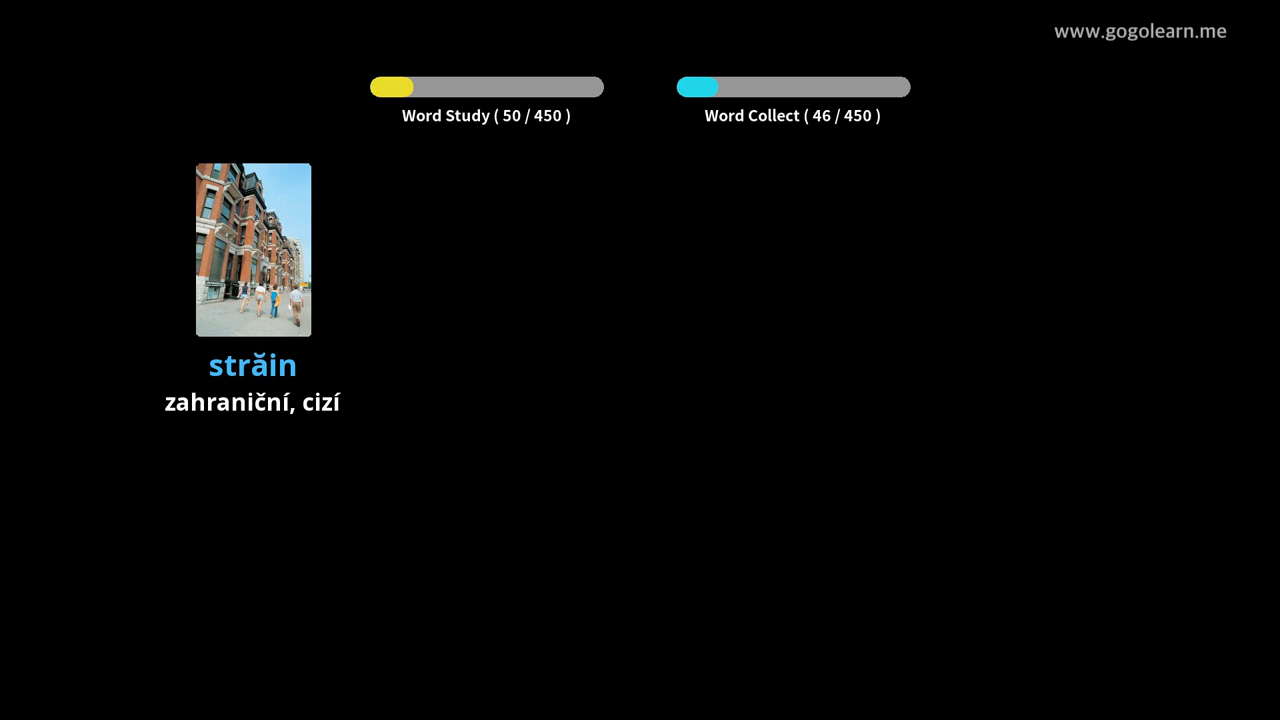 www.gogolearn.me
Word Study ( 50 / 450 )
Word Collect ( 46 / 450 )
străin
zahraniční, cizí